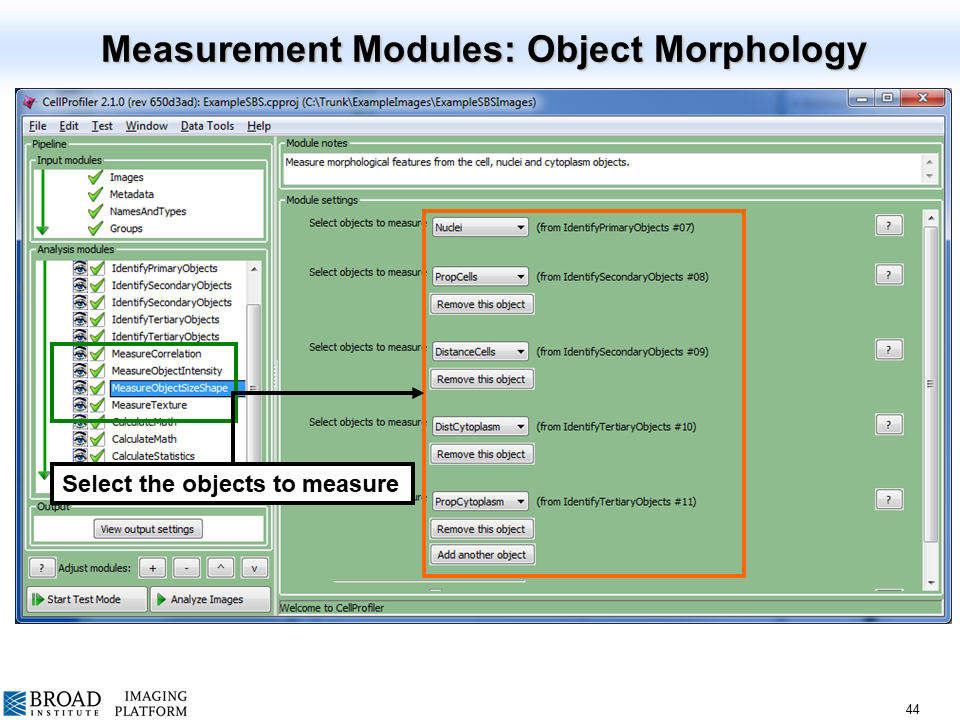 Measurement Modules: Object Morphology
CellProfiler 2.1.0 (rev 650d3ad): ExampleSBS.cpproj (C:\Trunk\ExampleImages\ExampleSBSImages)
File Edit Test Window Data Tools Help
Pipeline
Input modules
Images
Metadata
NamesAndTypes
Groups
Analysis modules
IdentifyPrimaryObjects
IdentifySecondaryObjects
IdentifySecondaryObjects
IdentifyTertiaryObjects
IdentifyTertiaryObjects
MeasureCorrelation
MeasureObjectIntensity
MeasureObjectSizeShape
MeasureTexture
CalculateMath
CalculateMath
CalculateStatistics
Select the objects to measure
Output
View output settings
? Adjust modules: + - ^ v
Start Test Mode Analyze Images
Module notes
Measure morphological features from the cell, nuclei and cytoplasm objects.
Module settings
Select objects to measure Nuclei (from IdentifyPrimaryObjects #07) ?
Select objects to measure PropCells (from IdentifySecondaryObjects #08) ?
Remove this object
Select objects to measure DistanceCells (from IdentifySecondaryObjects #09) ?
Remove this object
Select objects to measure DistCytoplasm (from IdentifyTertiaryObjects #10) ?
Remove this object
PropCytoplasm (from IdentifyTertiaryObjects #11) ?
Remove this object
Add another object
Welcome to CellProfiler
BROAD
INSTITUTE
IMAGING
PLATFORM
44